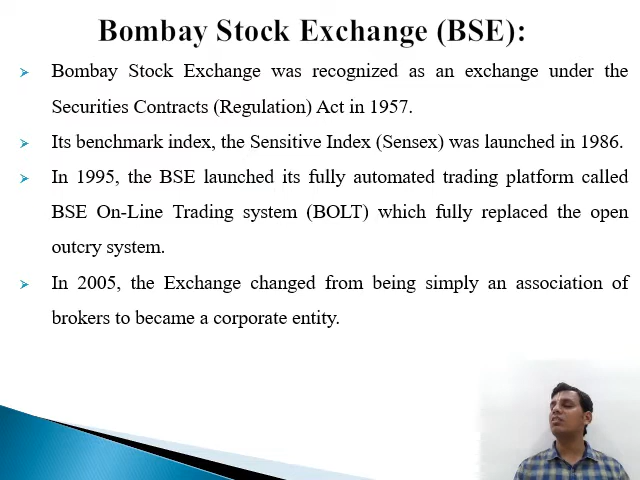 Bombay Stock Exchange (BSE):
Bombay Stock Exchange was recognized as an exchange under the
Securities Contracts (Regulation) Act in 1957.
Its benchmark index, the Sensitive Index (Sensex) was launched in 1986.
In 1995, the BSE launched its fully automated trading platform called
BSE On-Line Trading system (BOLT) which fully replaced the open
outcry system.
In 2005, the Exchange changed from being simply an association of
brokers to became a corporate entity.